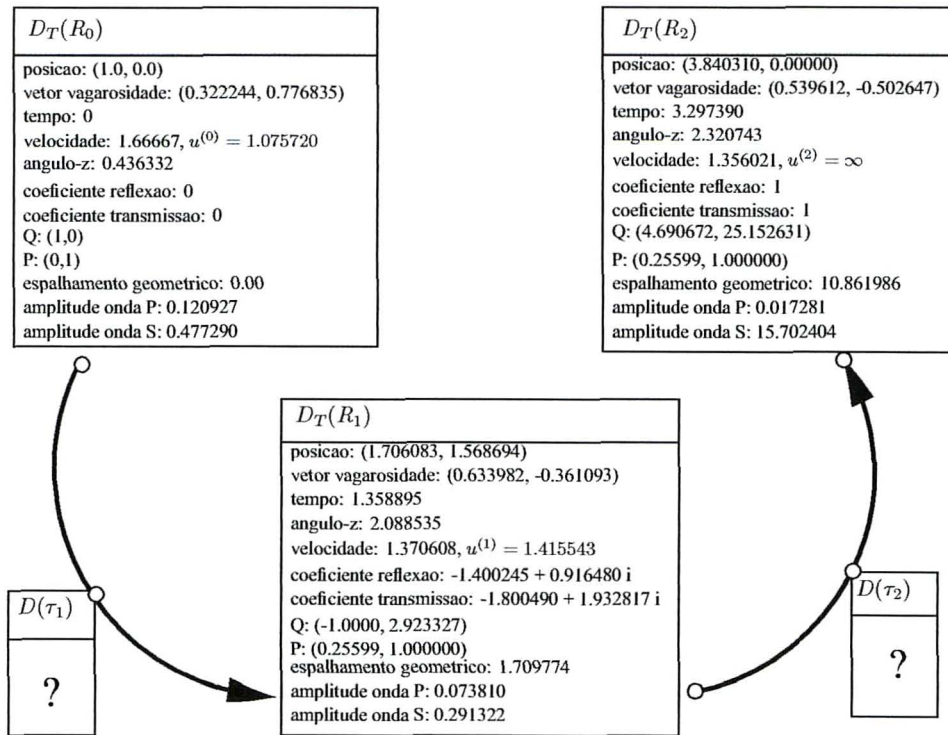 D_T(R_0)
posicao: (1.0, 0.0)
vetor vagarosidade: (0.322244, 0.776835)
tempo: 0
velocidade: 1.66667, u^{(0)} = 1.075720
angulo-z: 0.436332
coeficiente reflexao: 0
coeficiente transmissao: 0
Q: (1,0)
P: (0,1)
espalhamento geometrico: 0.00
amplitude onda P: 0.120927
amplitude onda S: 0.477290
D_T(R_2)
posicao: (3.840310, 0.00000)
vetor vagarosidade: (0.539612, -0.502647)
tempo: 3.297390
angulo-z: 2.320743
velocidade: 1.356021, u^{(2)} = ∞
coeficiente reflexao: 1
coeficiente transmissao: 1
Q: (4.690672, 25.152631)
P: (0.25599, 1.000000)
espalhamento geometrico: 10.861986
amplitude onda P: 0.017281
amplitude onda S: 15.702404
D_T(R_1)
posicao: (1.706083, 1.568694)
vetor vagarosidade: (0.633982, -0.361093)
tempo: 1.358895
angulo-z: 2.088535
velocidade: 1.370608, u^{(1)} = 1.415543
coeficiente reflexao: -1.400245 + 0.916480 i
coeficiente transmissao: -1.800490 + 1.932817 i
Q: (-1.0000, 2.923327)
P: (0.25599, 1.000000)
espalhamento geometrico: 1.709774
amplitude onda P: 0.073810
amplitude onda S: 0.291322
D(τ_1)
?
D(τ_2)
?